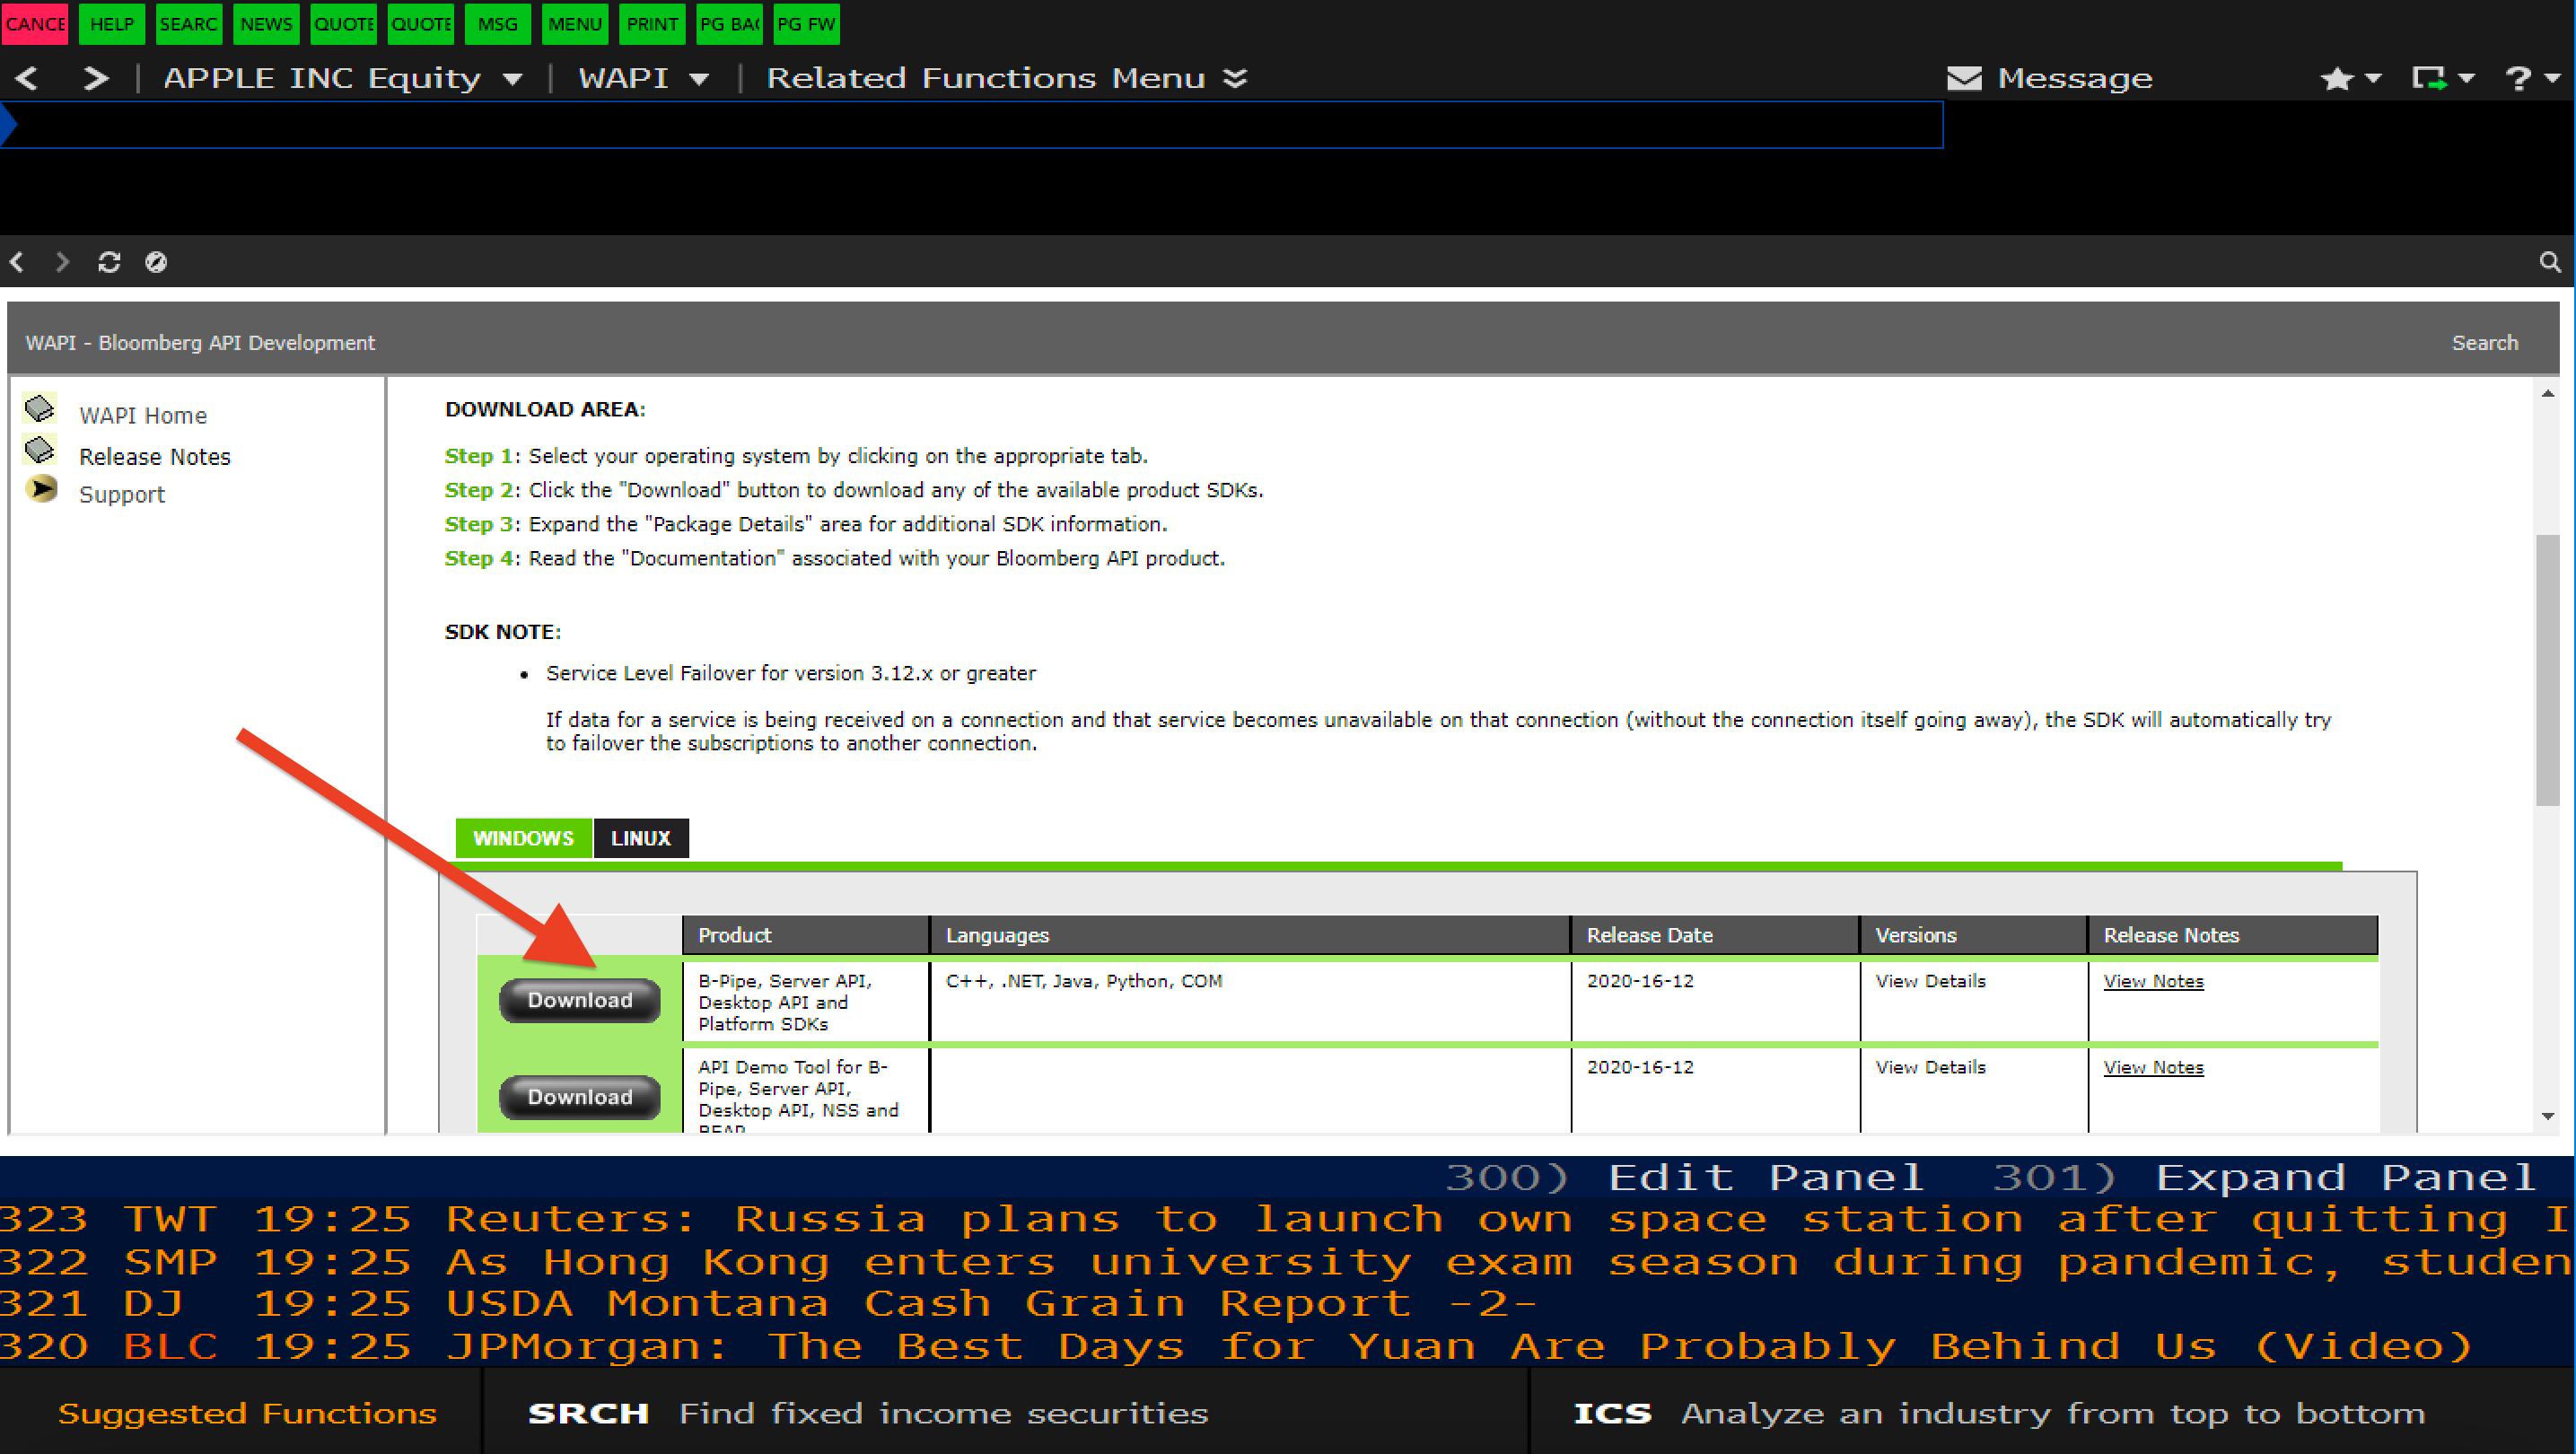 CANCE HELP SEARC NEWS QUOTE QUOTE MSG MENU PRINT PG BA PG FW
APPLE INC Equity | WAPI | Related Functions Menu Message ?
WAPI - Bloomberg API Development Search
WAPI Home
Release Notes
Support
DOWNLOAD AREA:
Step 1: Select your operating system by clicking on the appropriate tab.
Step 2: Click the "Download" button to download any of the available product SDKs.
Step 3: Expand the "Package Details" area for additional SDK information.
Step 4: Read the "Documentation" associated with your Bloomberg API product.
SDK NOTE:
• Service Level Failover for version 3.12.x or greater
If data for a service is being received on a connection and that service becomes unavailable on that connection (without the connection itself going away), the SDK will automatically try
to failover the subscriptions to another connection.
WINDOWS LINUX
Product Languages Release Date Versions Release Notes
Download B-Pipe, Server API, C++, .NET, Java, Python, COM 2020-16-12 View Details View Notes
Desktop API and
Platform SDKs
Download API Demo Tool for B- 2020-16-12 View Details View Notes
Pipe, Server API,
Desktop API, NSS and
300) Edit Panel 301) Expand Panel
323 TWT 19:25 Reuters: Russia plans to launch own space station after quitting I
322 SMP 19:25 As Hong Kong enters university exam season during pandemic, studen
321 DJ 19:25 USDA Montana Cash Grain Report -2-
320 BLC 19:25 JPMorgan: The Best Days for Yuan Are Probably Behind Us (Video)
Suggested Functions SRCH Find fixed income securities ICS Analyze an industry from top to bottom